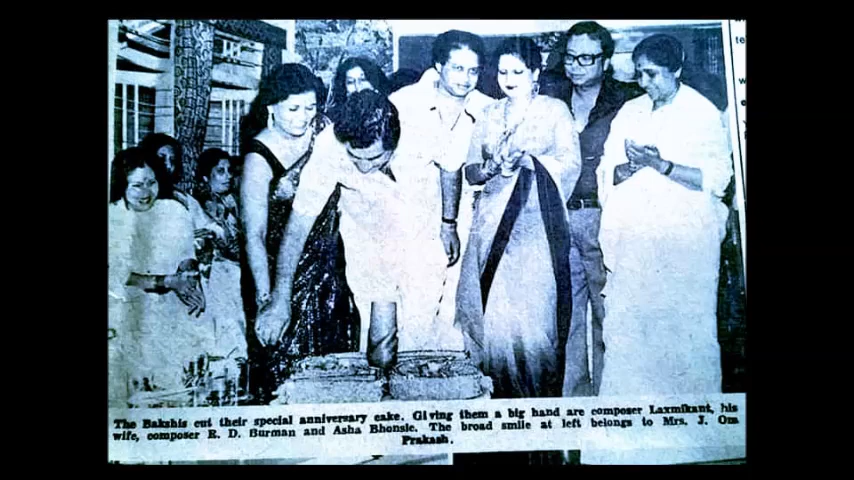 The Bakshis cut their special anniversary cake. Giving them a big hand are composer Laxmikant, his
wife, composer R. D. Burman and Asha Bhonsle. The broad smile at left belongs to Mrs. J. Om
Prakash.